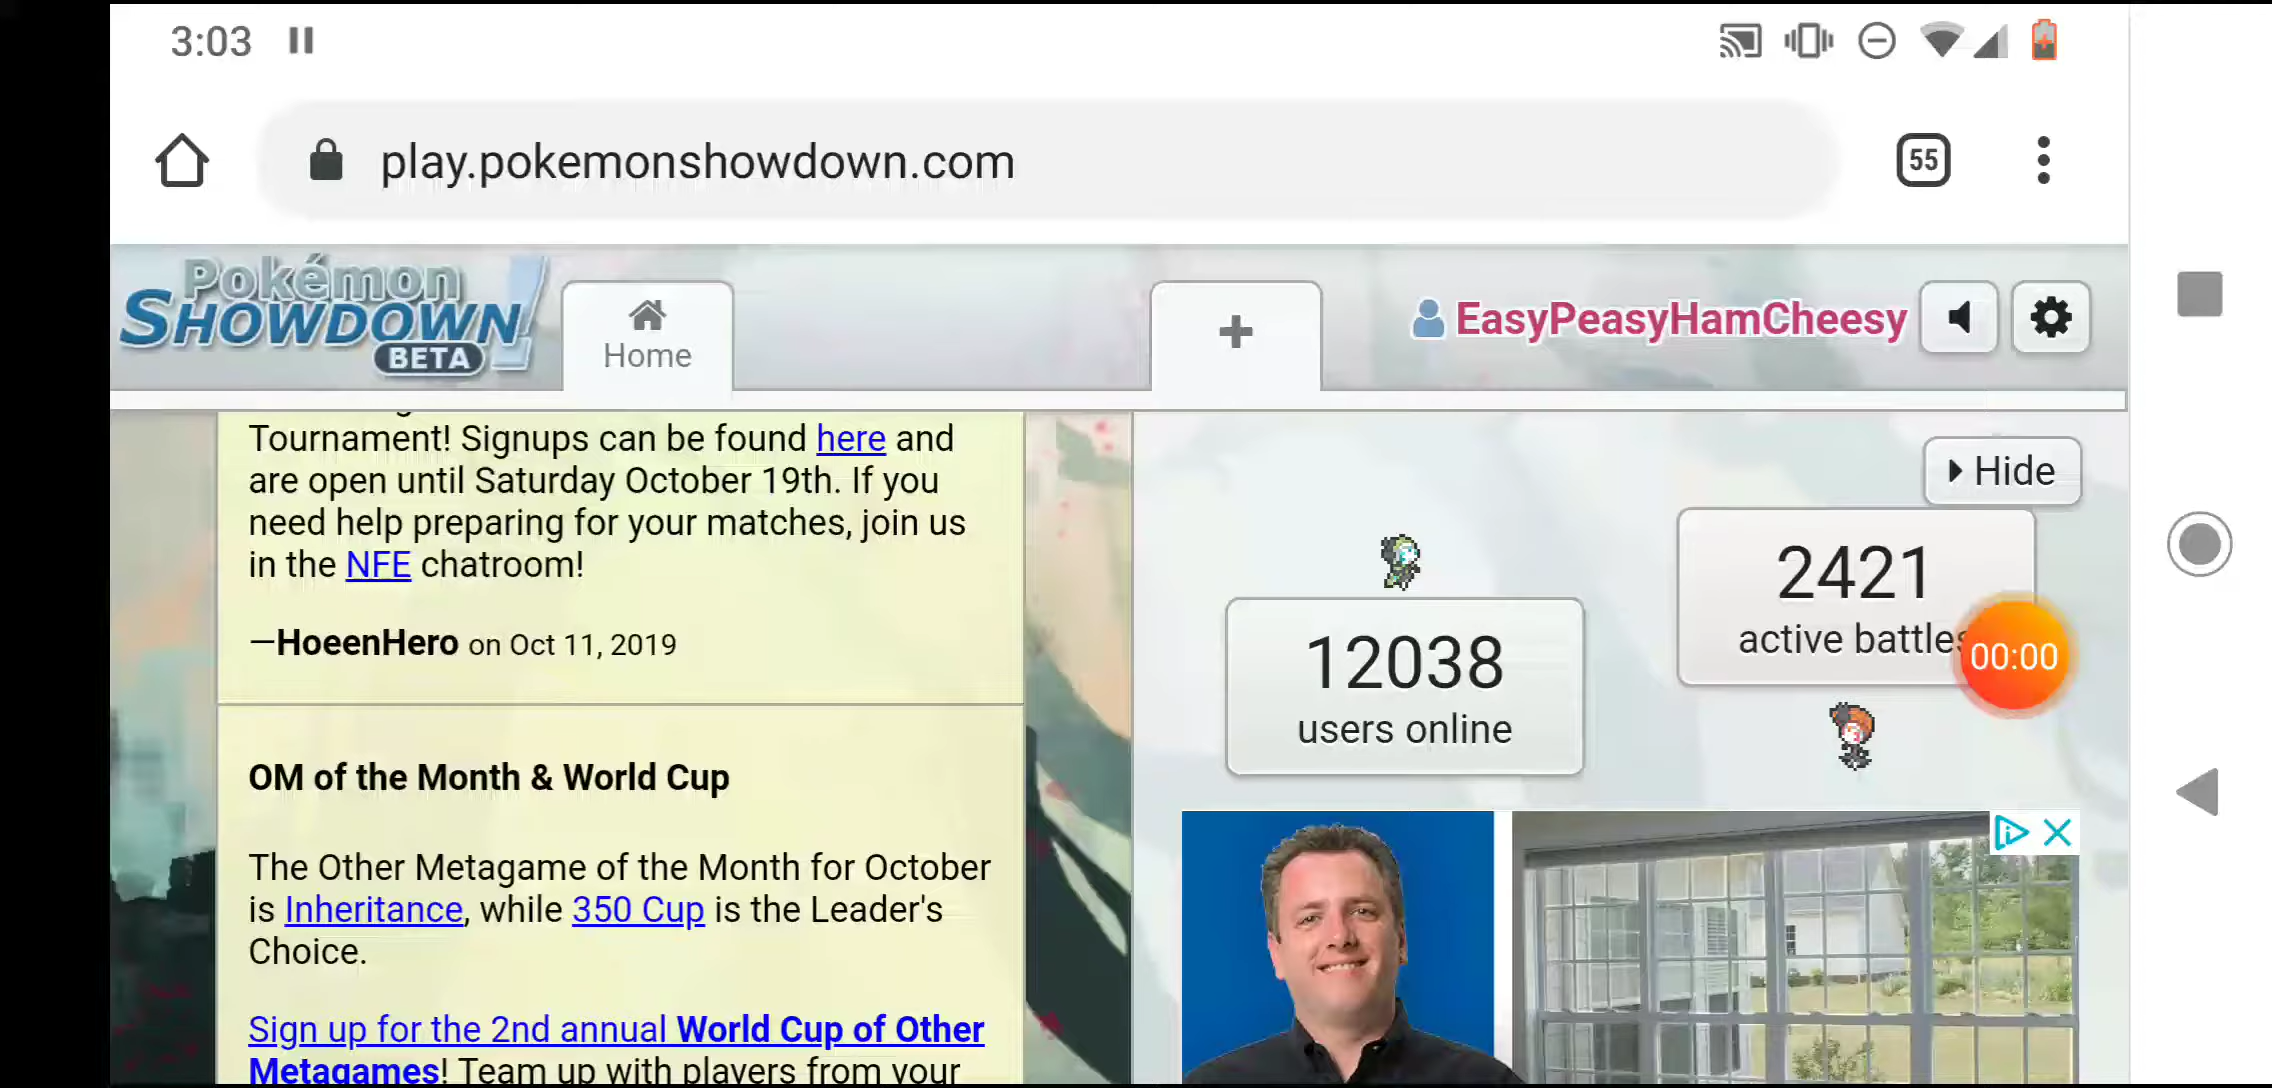 3:03
play.pokemonshowdown.com
55
Pokémon
SHOWDOWN!
BETA
Home
EasyPeasyHamCheesy
Tournament! Signups can be found here and
are open until Saturday October 19th. If you
need help preparing for your matches, join us
in the NFE chatroom!
—HoeenHero on Oct 11, 2019
OM of the Month & World Cup
The Other Metagame of the Month for October
is Inheritance, while 350 Cup is the Leader's
Choice.
Sign up for the 2nd annual World Cup of Other
Metagames! Team up with players from your
Hide
2421
active battles
00:00
12038
users online